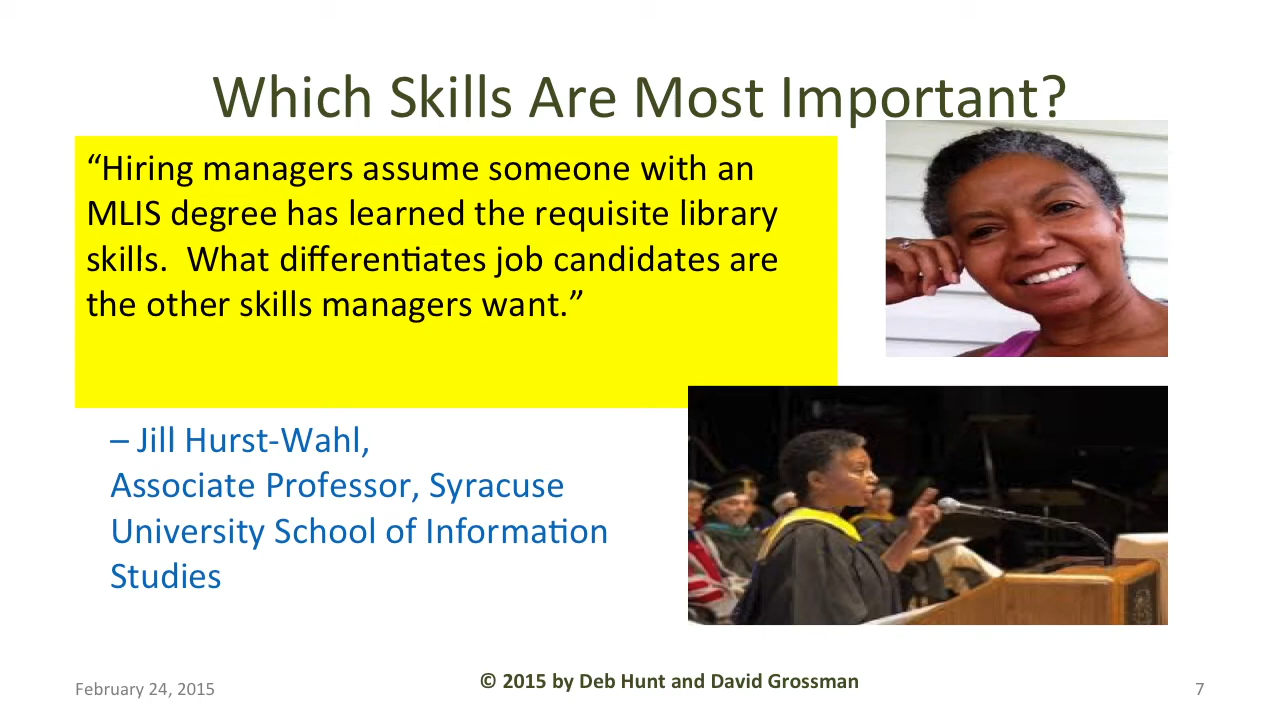 Which Skills Are Most Important?
“Hiring managers assume someone with an
MLIS degree has learned the requisite library
skills.  What differentiates job candidates are
the other skills managers want.”
– Jill Hurst-Wahl,
Associate Professor, Syracuse
University School of Information
Studies
February 24, 2015
© 2015 by Deb Hunt and David Grossman
7